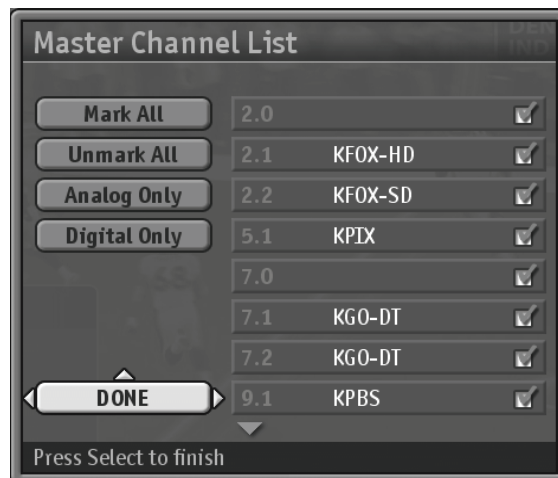 Master Channel List
DEN
IND
Mark All
Unmark All
Analog Only
Digital Only
DONE
2.0
2.1 KFOX-HD
2.2 KFOX-SD
5.1 KPIX
7.0
7.1 KGO-DT
7.2 KGO-DT
9.1 KPBS
Press Select to finish